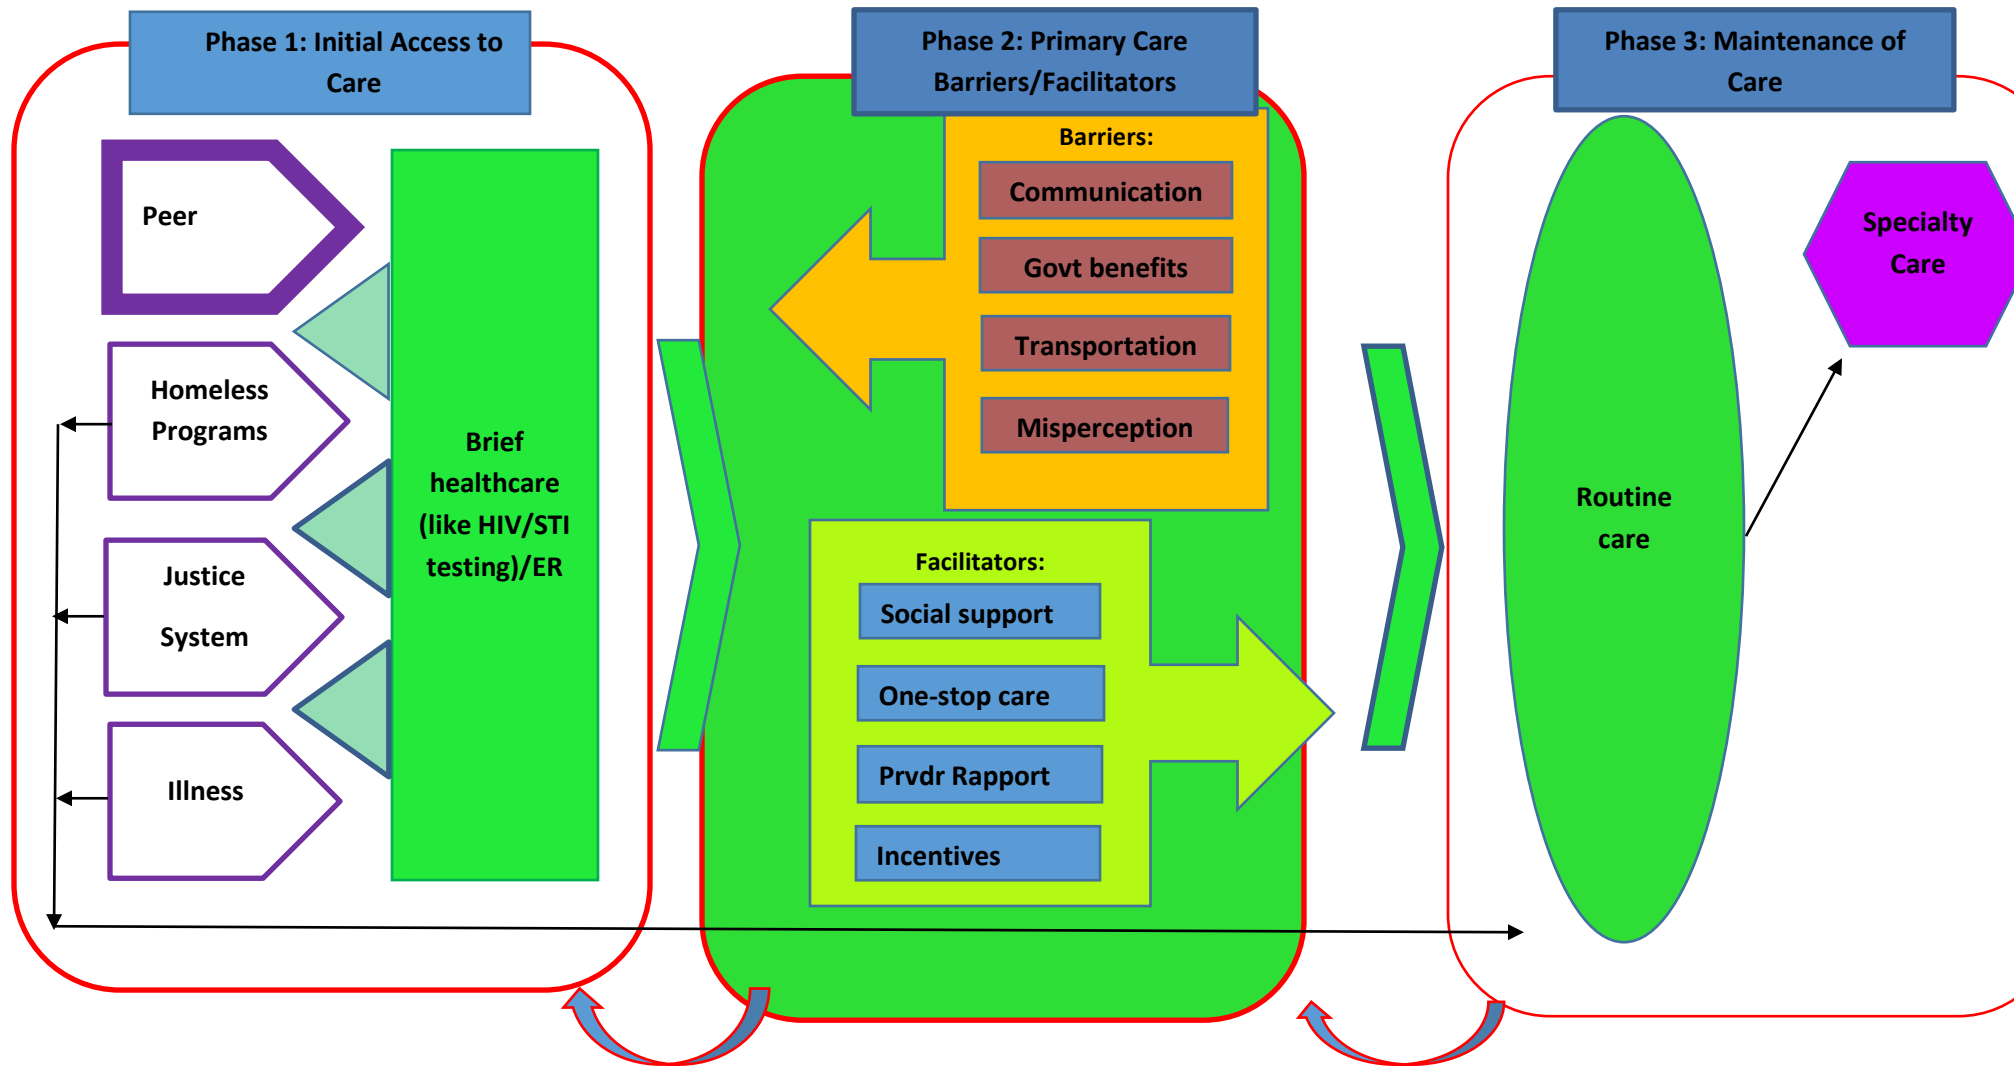 Phase 1: Initial Access to
Care
Peer
Homeless
Programs
Justice
System
Illness
Brief
healthcare
(like HIV/STI
testing)/ER
Phase 2: Primary Care
Barriers/Facilitators
Barriers:
Communication
Govt benefits
Transportation
Misperception
Facilitators:
Social support
One-stop care
Prvdr Rapport
Incentives
Phase 3: Maintenance of
Care
Routine
care
Specialty
Care